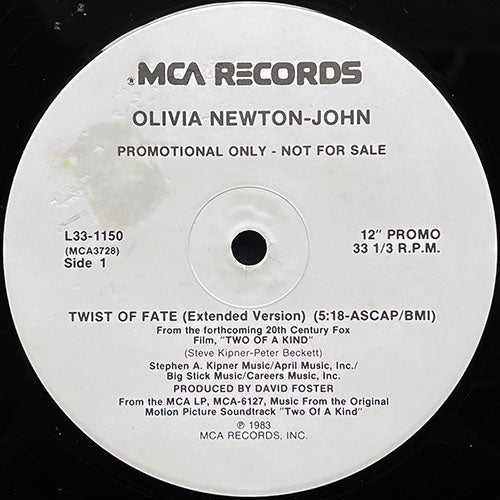 ® MCA RECORDS
OLIVIA NEWTON-JOHN
PROMOTIONAL ONLY - NOT FOR SALE
L33-1150
(MCA3728)
Side 1
12" PROMO
33 1/3 R.P.M.
TWIST OF FATE (Extended Version) (5:18-ASCAP/BMI)
From the forthcoming 20th Century Fox
Film, "TWO OF A KIND"
(Steve Kipner-Peter Beckett)
Stephen A. Kipner Music/April Music, Inc./
Big Stick Music/Careers Music, Inc.
PRODUCED BY DAVID FOSTER
From the MCA LP, MCA-6127, Music From the Original
Motion Picture Soundtrack "Two Of A Kind"
℗ 1983
MCA RECORDS, INC.